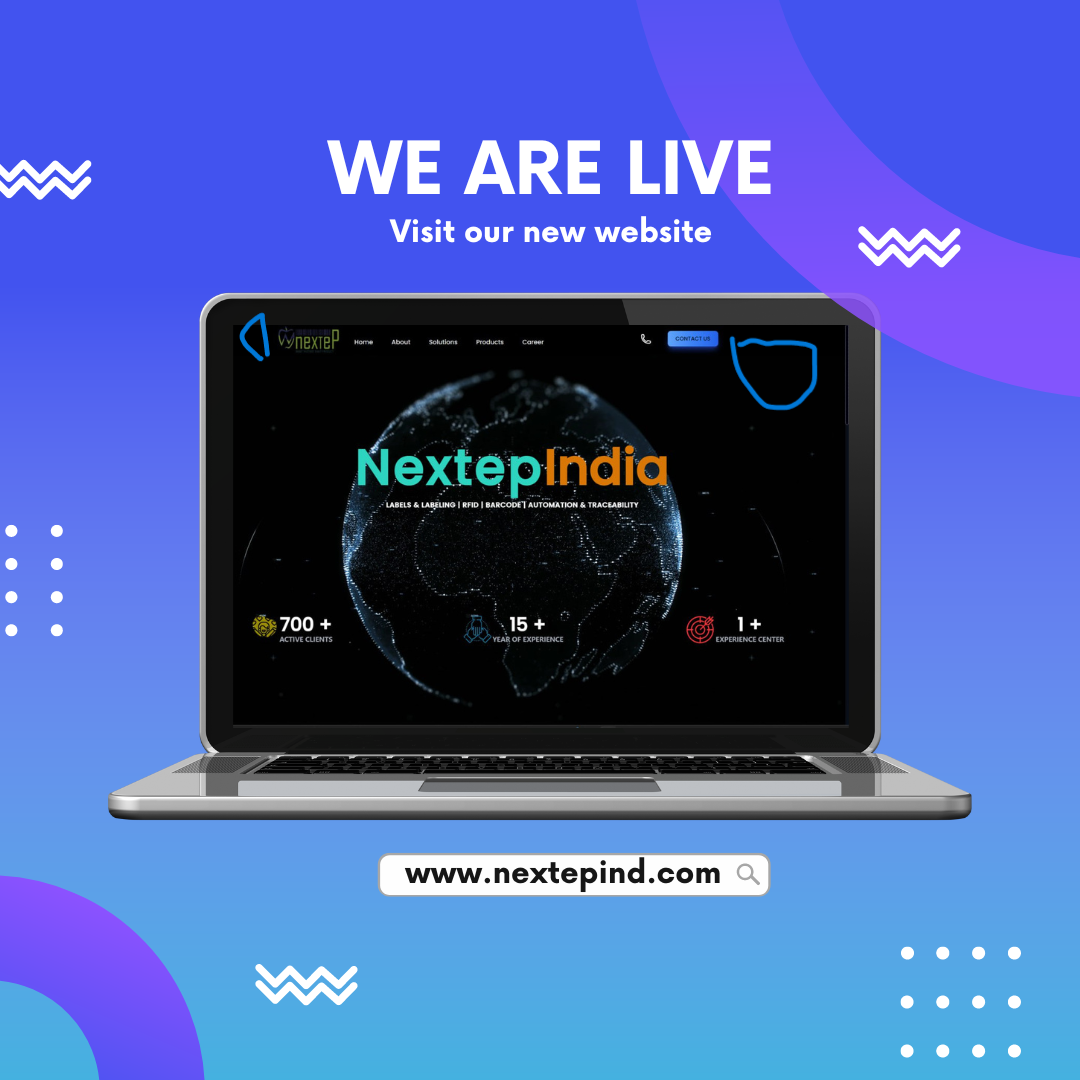 WE ARE LIVE
Visit our new website
nexteP
Home About Solutions Products Career CONTACT US
NextepIndia
LABELS & LABELING | RFID | BARCODE | AUTOMATION & TRACEABILITY
700 + 15 + 1 +
ACTIVE CLIENTS YEAR OF EXPERIENCE EXPERIENCE CENTER
www.nextepind.com